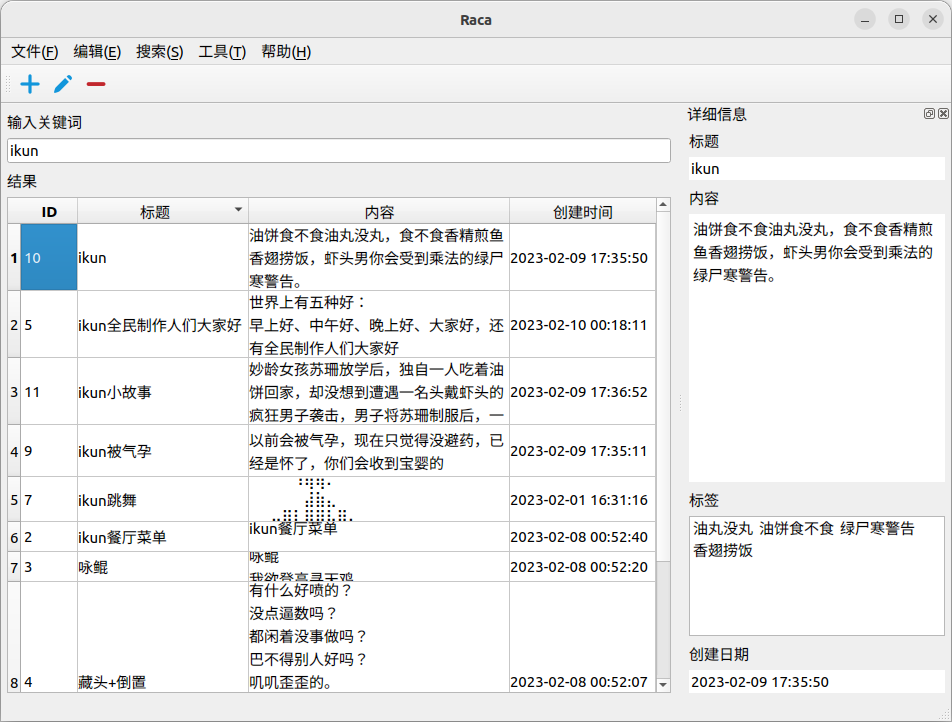 Raca
文件(F) 编辑(E) 搜索(S) 工具(T) 帮助(H)
输入关键词
ikun
结果
ID 标题 内容 创建时间
1 10 ikun
油饼食不食油丸没丸，食不食香精煎鱼
香翅捞饭，虾头男你会受到乘法的绿尸
寒警告。
2023-02-09 17:35:50
2 5 ikun全民制作人们大家好
世界上有五种好：
早上好、中午好、晚上好、大家好，还
有全民制作人们大家好
2023-02-10 00:18:11
3 11 ikun小故事
妙龄女孩苏珊放学后，独自一人吃着油
饼回家，却没想到遭遇一名头戴虾头的
疯狂男子袭击，男子将苏珊制服后，一
2023-02-09 17:36:52
4 9 ikun被气孕
以前会被气孕，现在只觉得没避药，已
经是怀了，你们会收到宝婴的
2023-02-09 17:35:11
5 7 ikun跳舞 2023-02-01 16:31:16
6 2 ikun餐厅菜单 ikun餐厅菜单 2023-02-08 00:52:40
7 3 咏鲲
咏鲲
我欲登高寻天鸡
2023-02-08 00:52:20
8 4 藏头+倒置
有什么好喷的？
没点逼数吗？
都闲着没事做吗？
巴不得别人好吗？
叽叽歪歪的。
2023-02-08 00:52:07
详细信息
标题
ikun
内容
油饼食不食油丸没丸，食不食香精煎
鱼香翅捞饭，虾头男你会受到乘法的
绿尸寒警告。
标签
油丸没丸 油饼食不食 绿尸寒警告
香翅捞饭
创建日期
2023-02-09 17:35:50